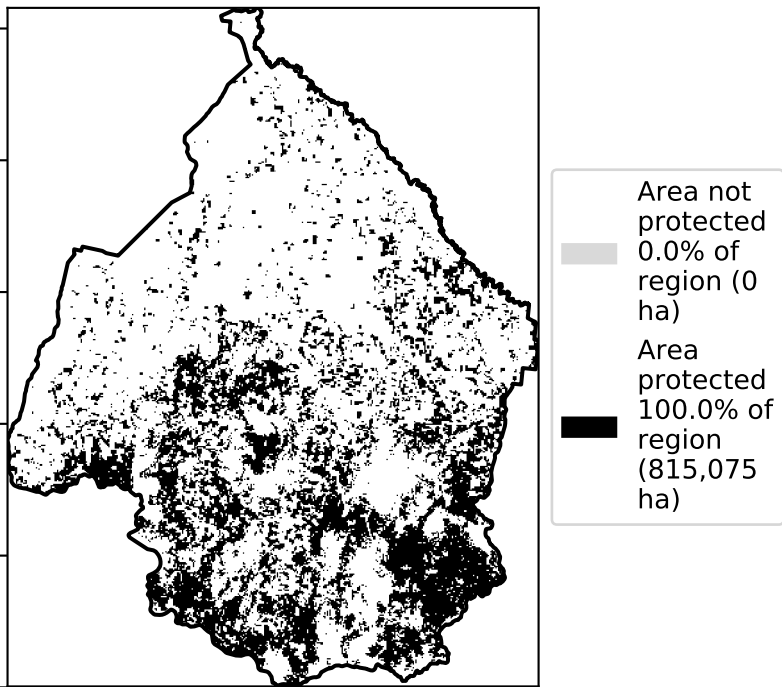 Area not
protected
0.0% of
region (0
ha)
Area
protected
100.0% of
region
(815,075
ha)